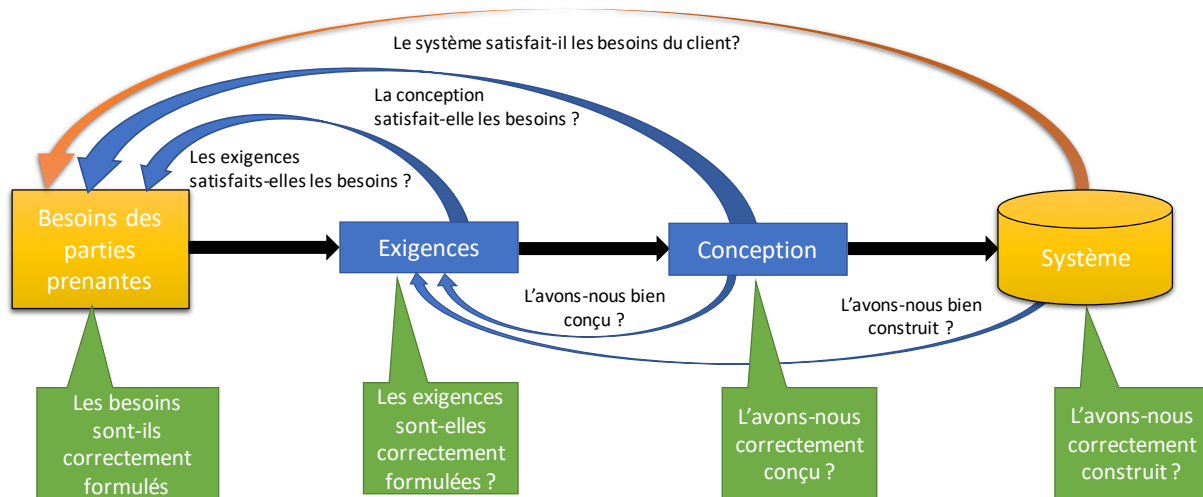 Le système satisfait-il les besoins du client?
La conception
satisfait-elle les besoins ?
Les exigences
satisfaits-elles les besoins ?
Besoins des
parties
prenantes
Exigences
Conception
Système
L'avons-nous bien
conçu ?
L'avons-nous bien
construit ?
Les besoins
sont-ils
correctement
formulés
Les exigences
sont-elles
correctement
formulées ?
L'avons-nous
correctement
conçu ?
L'avons-nous
correctement
construit ?